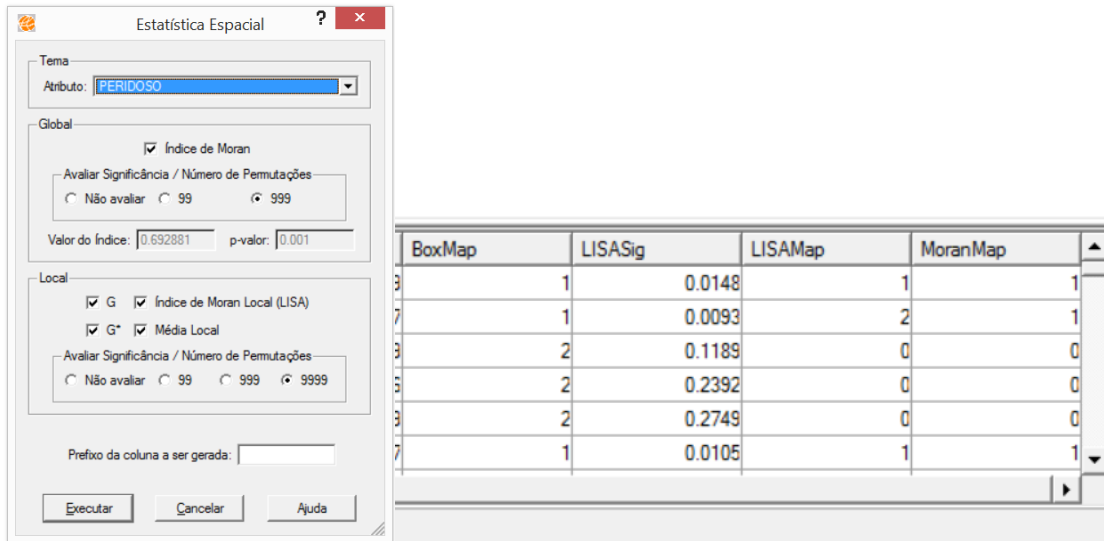 Estatística Espacial ? x
Tema
Atributo: PERIDOSO
Global
Índice de Moran
Avaliar Significância / Número de Permutações
Não avaliar 99 999
Valor do Índice: 0.692881 p-valor: 0.001
Local
G Índice de Moran Local (LISA)
G* Média Local
Avaliar Significância / Número de Permutações
Não avaliar 99 999 9999
Prefixo da coluna a ser gerada:
Executar Cancelar Ajuda
BoxMap LISASig LISAMap MoranMap
1 0.0148 1 1
1 0.0093 2 1
2 0.1189 0 0
2 0.2392 0 0
2 0.2749 0 0
1 0.0105 1 1